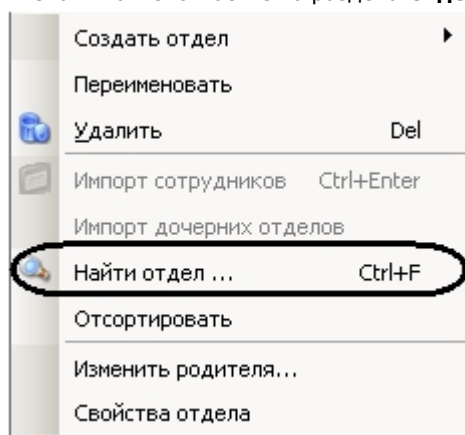 Создать отдел
Переименовать
Удалить Del
Импорт сотрудников Ctrl+Enter
Импорт дочерних отделов
Найти отдел ... Ctrl+F
Отсортировать
Изменить родителя...
Свойства отдела